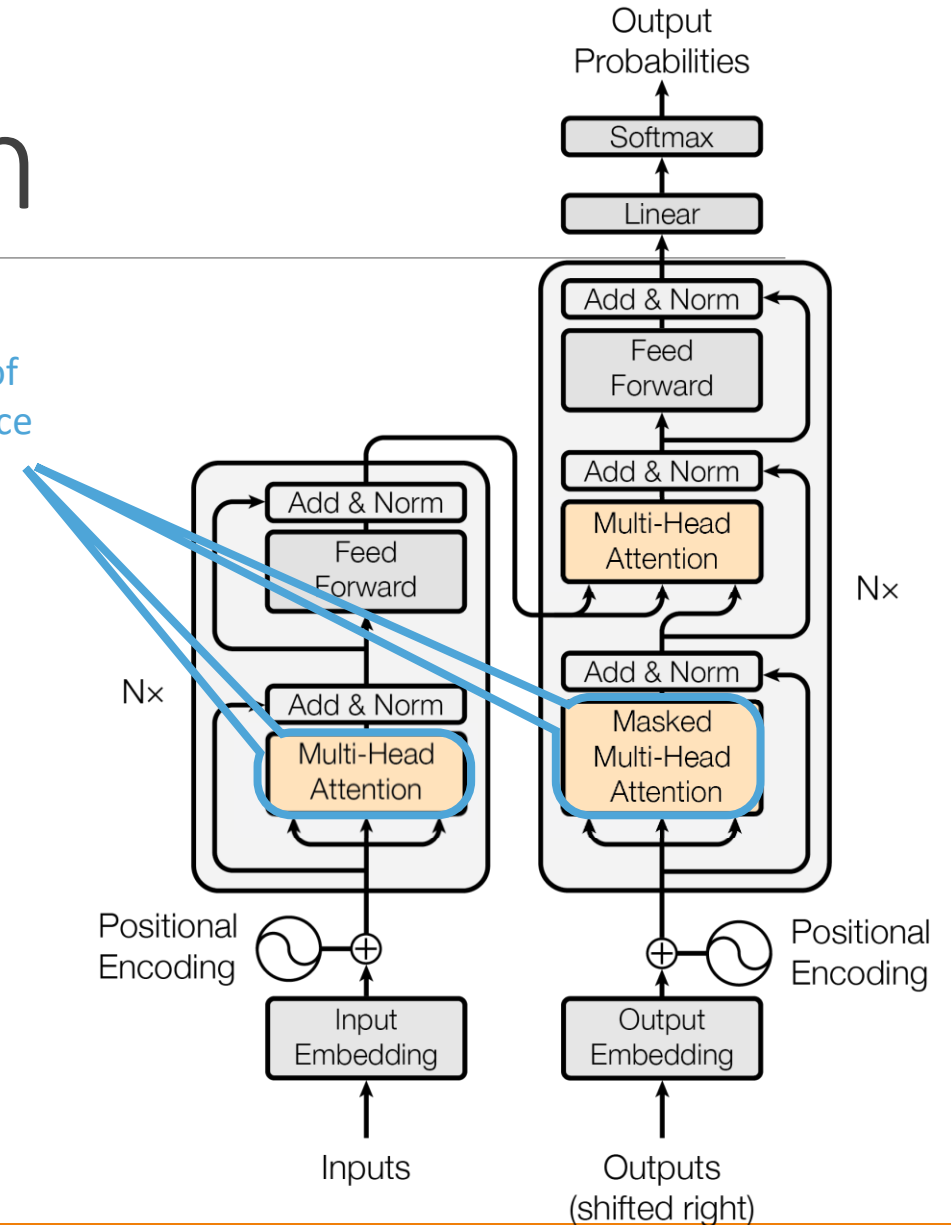 n
of
ce
Output
Probabilities
Softmax
Linear
Add & Norm
Feed
Forward
Add & Norm
Multi-Head
Attention
N×
Add & Norm
Masked
Multi-Head
Attention
Add & Norm
Feed
Forward
N×
Add & Norm
Multi-Head
Attention
Positional
Encoding
Positional
Encoding
Input
Embedding
Output
Embedding
Inputs
Outputs
(shifted right)